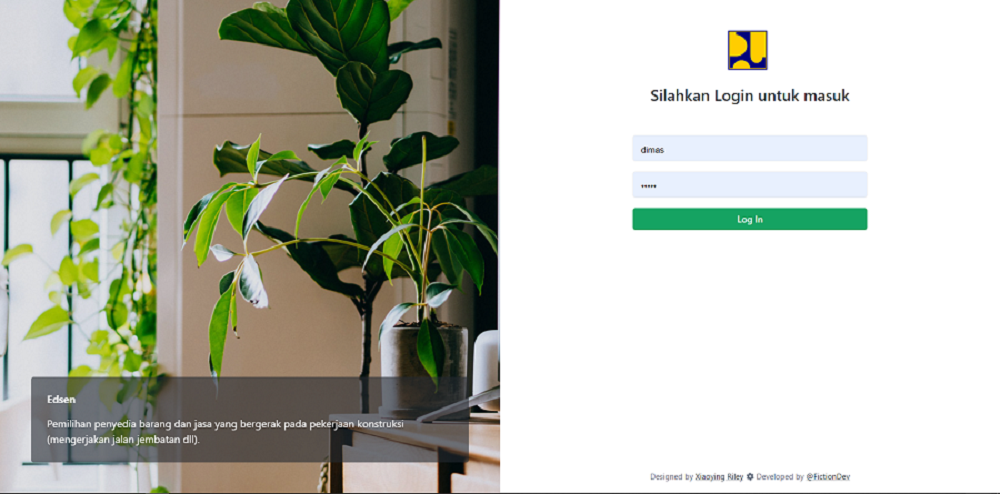 Silahkan Login untuk masuk
dimas
Log In
Edsen
Pemilihan penyedia barang dan jasa yang bergerak pada pekerjaan konstruksi
(mengerjakan jalan jembatan dll).
Designed by Xiaoying Riley Developed by @FictionDev